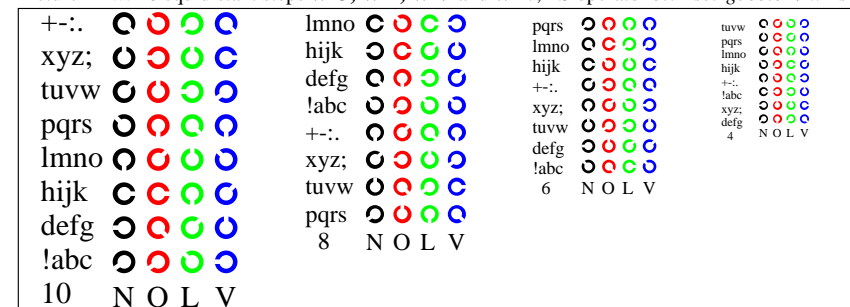 +-:.
xyz;
tuvw
pqrs
lmno
hijk
defg
!abc
10 N O L V
lmno
hijk
defg
!abc
+-:.
xyz;
tuvw
pqrs
8 N O L V
pqrs
lmno
hijk
+-:.
xyz;
tuvw
defg
!abc
6 N O L V
tuvw
pqrs
lmno
hijk
+-:.
!abc
xyz;
defg
4 N O L V